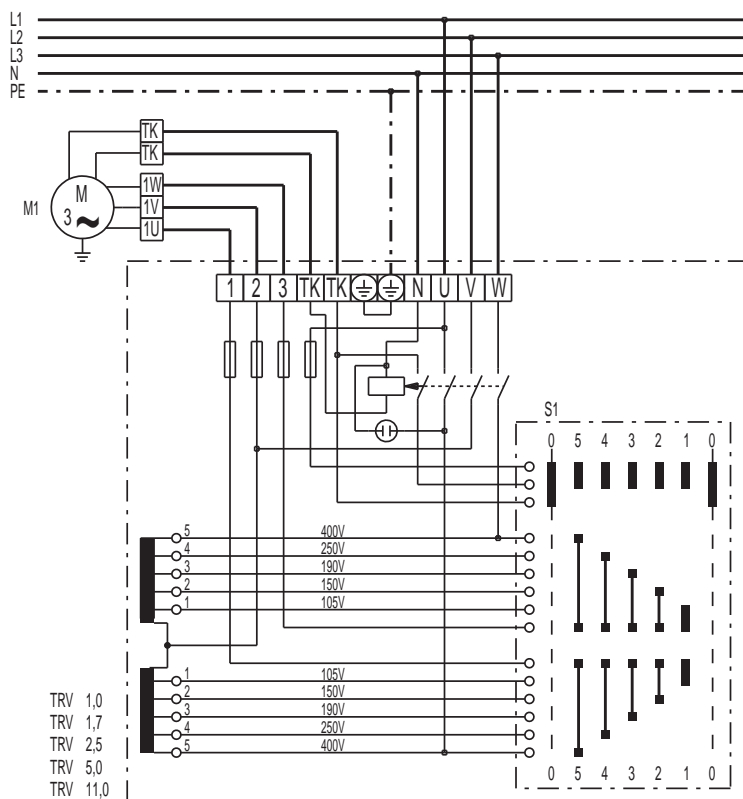 L1
L2
L3
N
PE
TK
TK
M1
M
3
1W
1V
1U
1 2 3 TK TK N U V W
S1
0 5 4 3 2 1 0
5 400V
4 250V
3 190V
2 150V
1 105V
1 105V
2 150V
3 190V
4 250V
5 400V
TRV 1,0
TRV 1,7
TRV 2,5
TRV 5,0
TRV 11,0
0 5 4 3 2 1 0